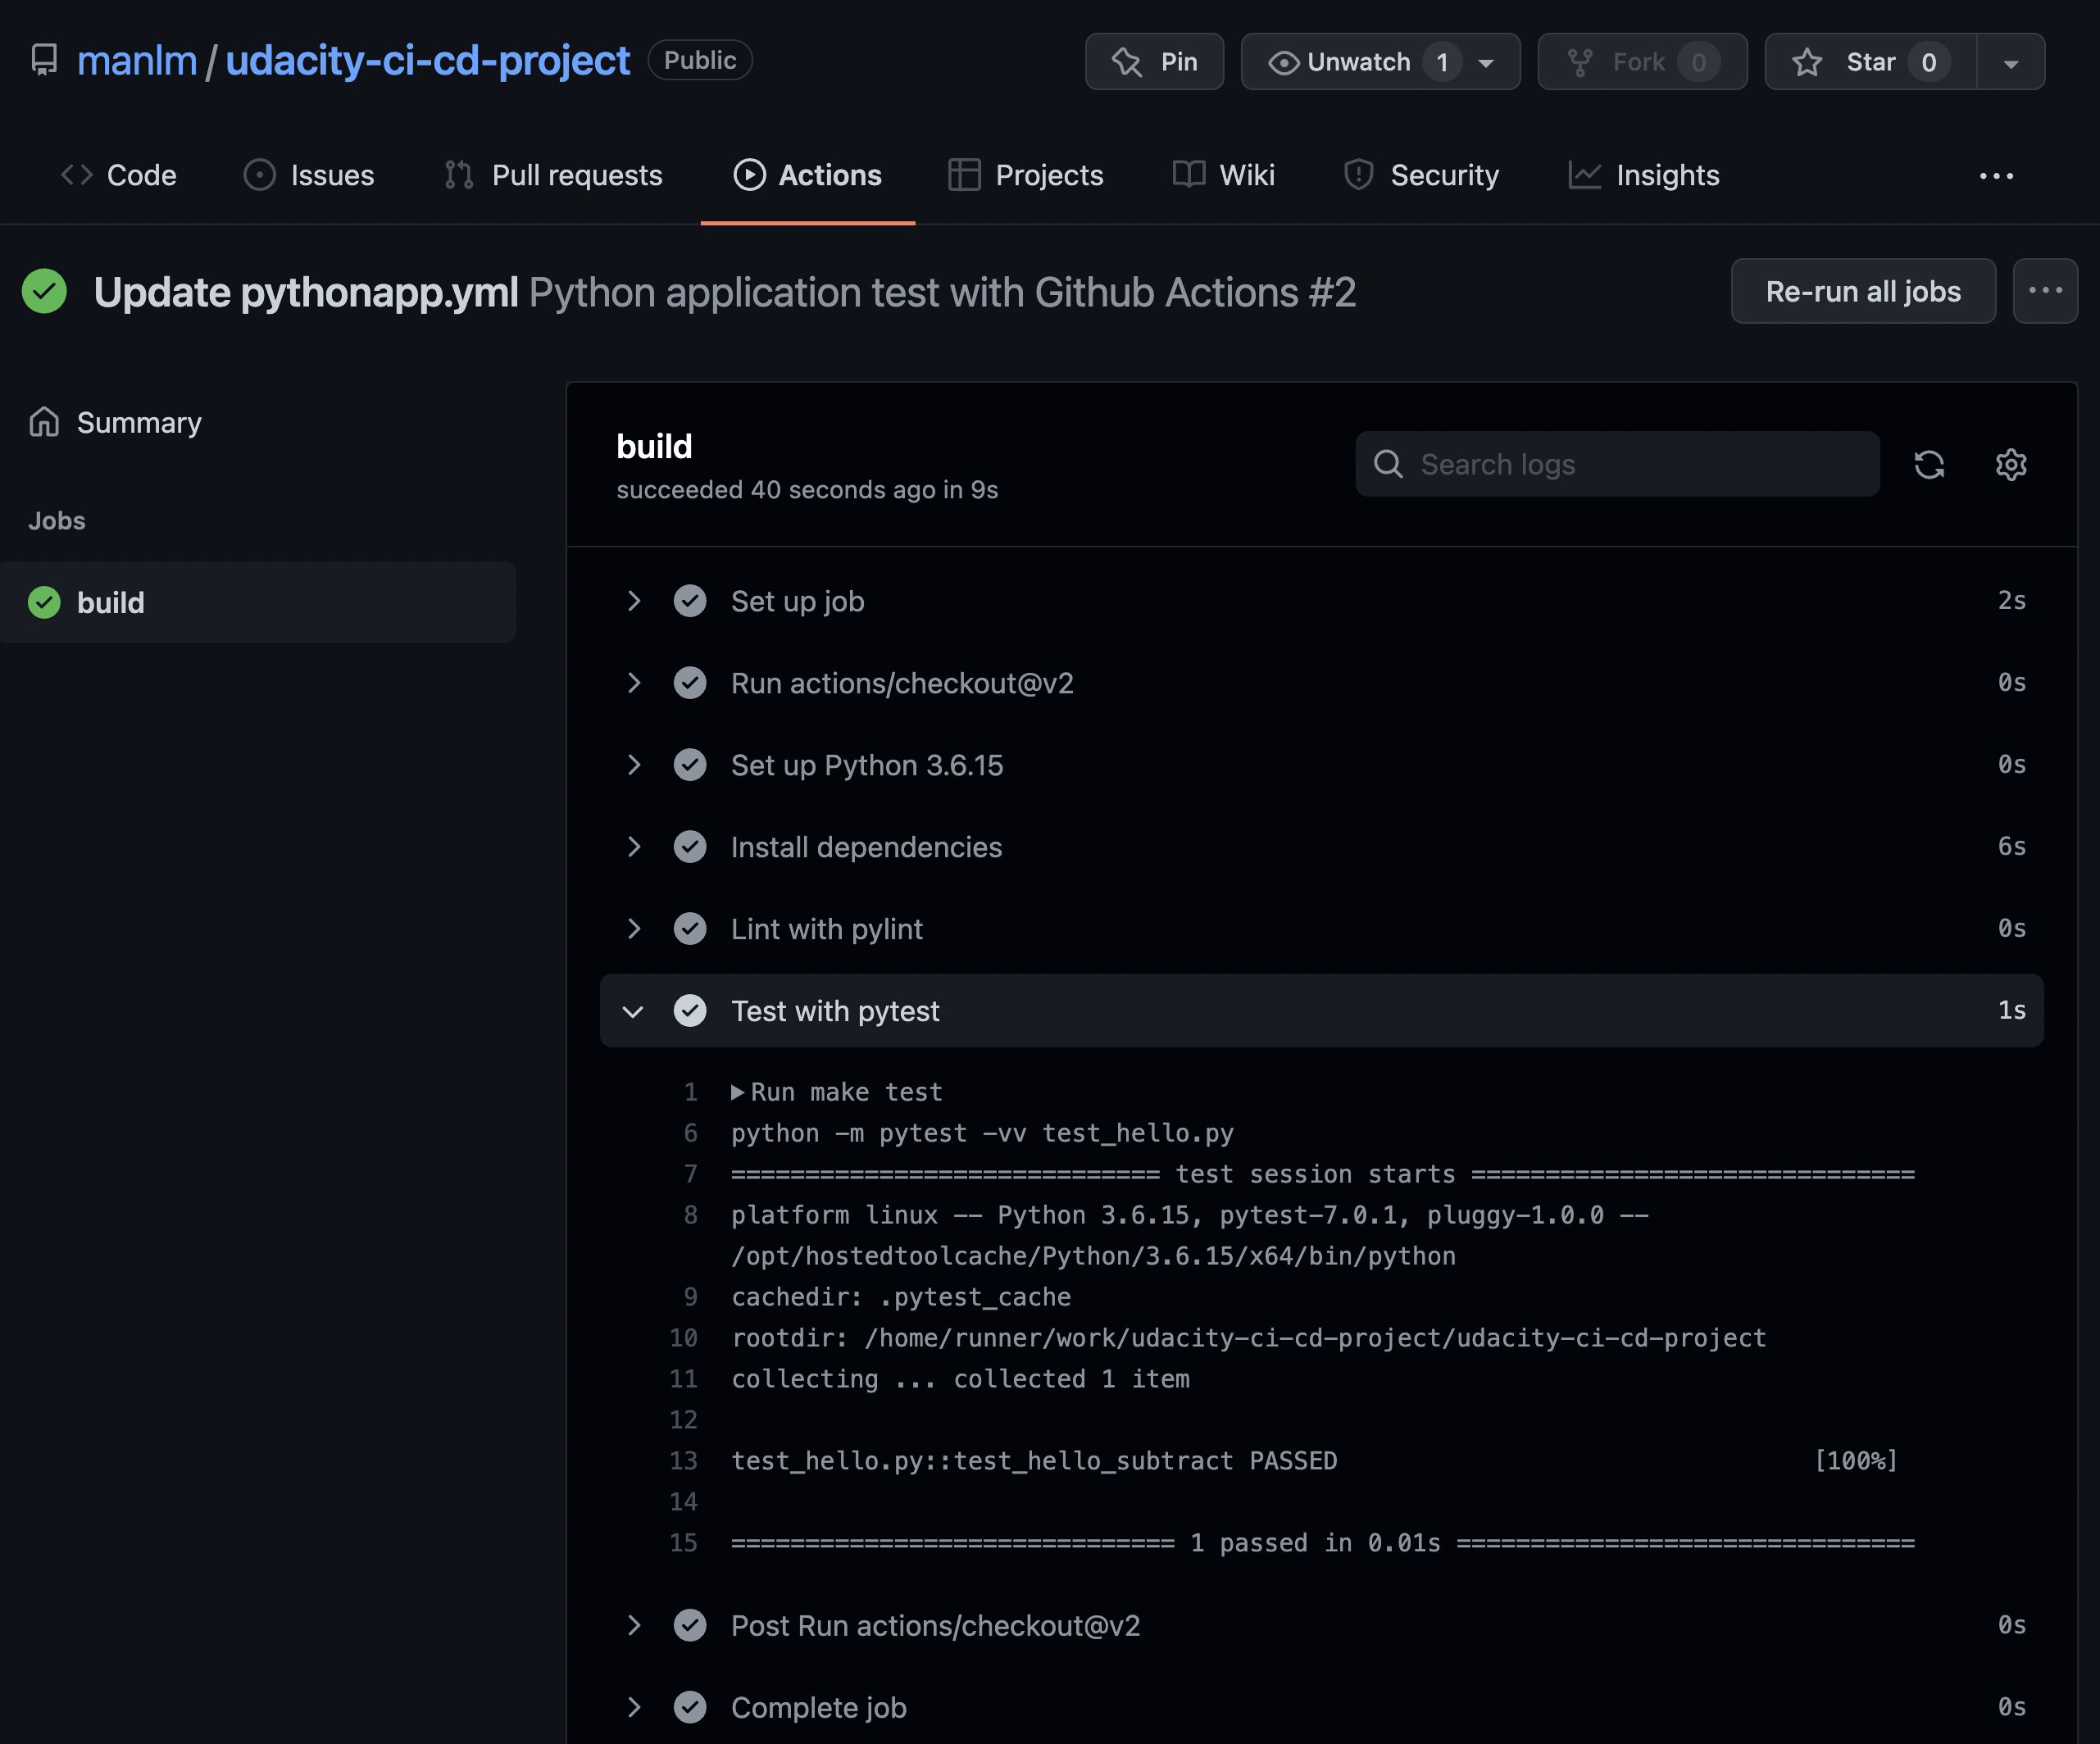 manlm / udacity-ci-cd-project Public Pin Unwatch 1 Fork 0 Star 0
Code Issues Pull requests Actions Projects Wiki Security Insights
Update pythonapp.yml Python application test with Github Actions #2 Re-run all jobs
Summary
Jobs
build
build
succeeded 40 seconds ago in 9s
Search logs
Set up job 2s
Run actions/checkout@v2 0s
Set up Python 3.6.15 0s
Install dependencies 6s
Lint with pylint 0s
Test with pytest 1s
1 Run make test
6 python -m pytest -vv test_hello.py
7 ============================= test session starts ==============================
8 platform linux -- Python 3.6.15, pytest-7.0.1, pluggy-1.0.0 --
/opt/hostedtoolcache/Python/3.6.15/x64/bin/python
9 cachedir: .pytest_cache
10 rootdir: /home/runner/work/udacity-ci-cd-project/udacity-ci-cd-project
11 collecting ... collected 1 item
12
13 test_hello.py::test_hello_subtract PASSED [100%]
14
15 ============================== 1 passed in 0.01s ===============================
Post Run actions/checkout@v2 0s
Complete job 0s